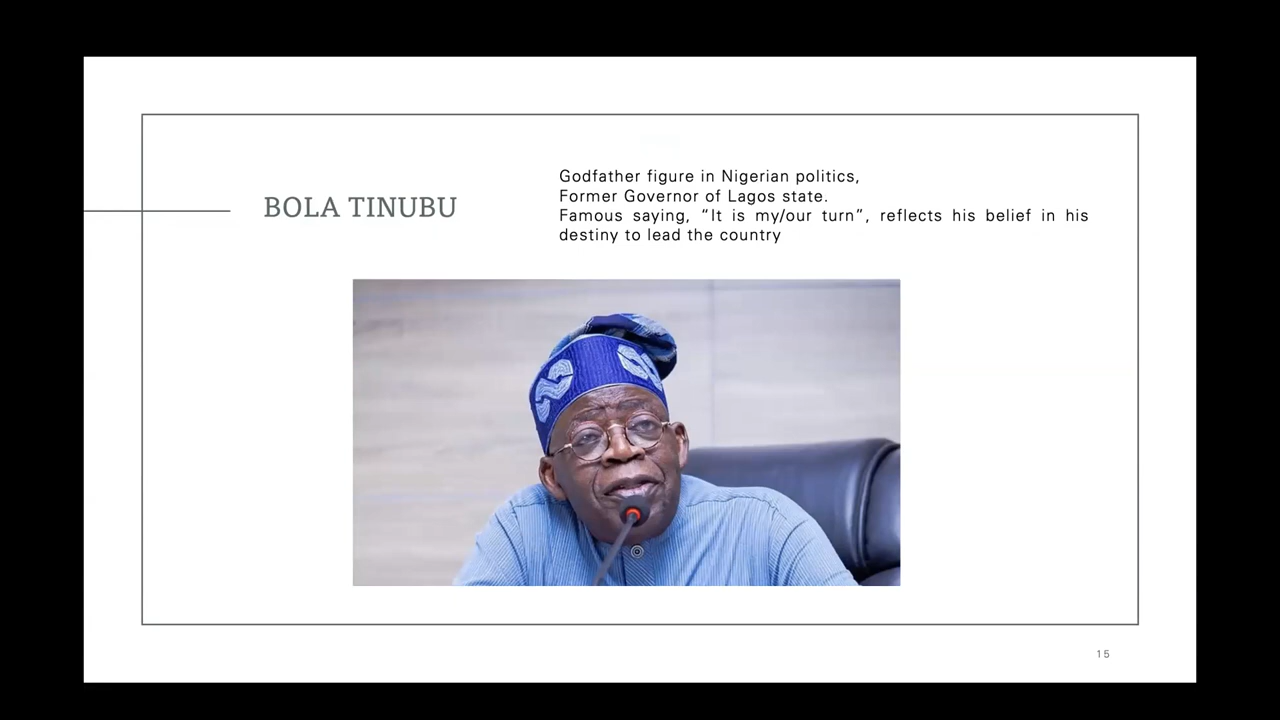 BOLA TINUBU
Godfather figure in Nigerian politics,
Former Governor of Lagos state.
Famous saying, “It is my/our turn”, reflects his belief in his
destiny to lead the country
15